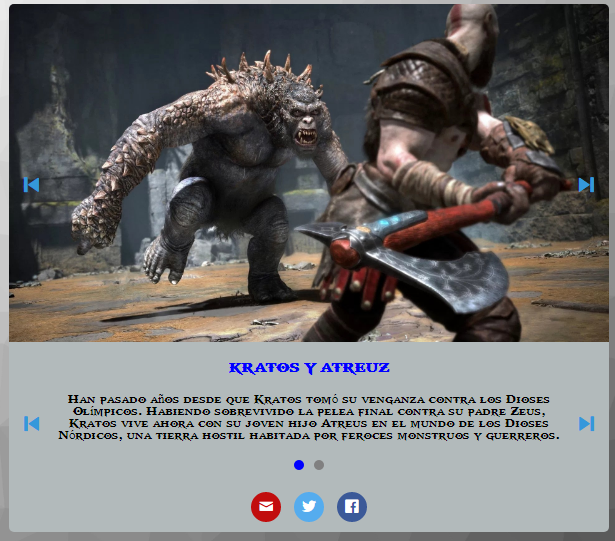 KRATOS Y ATREUZ
Han pasado años desde que Kratos tomó su venganza contra los Dioses
Olímpicos. Habiendo sobrevivido la pelea final contra su padre Zeus,
Kratos vive ahora con su joven hijo Atreus en el mundo de los Dioses
Nórdicos, una tierra hostil habitada por feroces monstruos y guerreros.